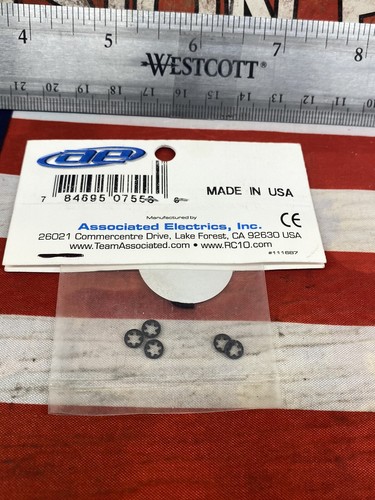 4 5 6 7 8
WESTCOTT®
21 20 19 18 17 16 15 14 13 12 11 10
ae
MADE IN USA
7 84695 07558 6
Manufactured by
Associated Electrics, Inc.
26021 Commercentre Drive, Lake Forest, CA 92630 USA
www.TeamAssociated.com • www.RC10.com
CE
#111687